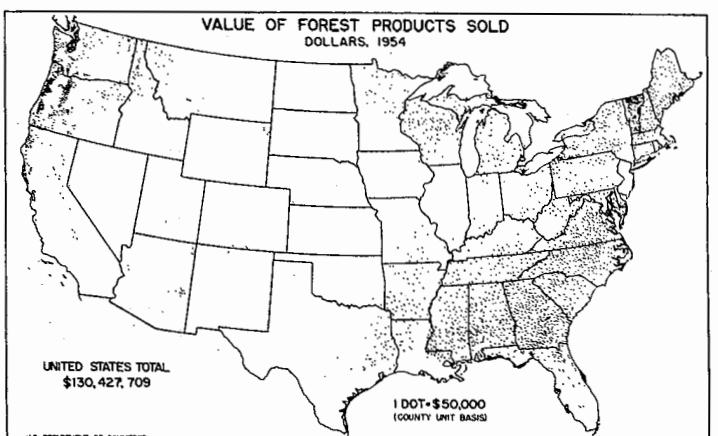 VALUE OF FOREST PRODUCTS SOLD
DOLLARS, 1954
UNITED STATES TOTAL
$130,427,709
1 DOT=$50,000
(COUNTY UNIT BASIS)